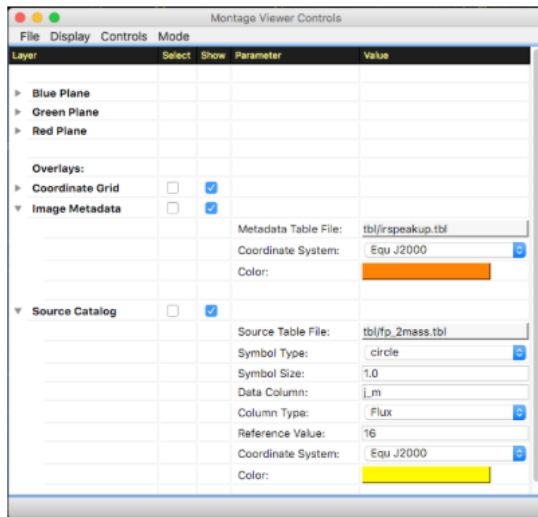 Montage Viewer Controls
File Display Controls Mode
Layer Select Show Parameter Value
Blue Plane
Green Plane
Red Plane
Overlays:
Coordinate Grid
Image Metadata
Metadata Table File: tbl/irspeakup.tbl
Coordinate System: Equ J2000
Color:
Source Catalog
Source Table File: tbl/fp_2mass.tbl
Symbol Type: circle
Symbol Size: 1.0
Data Column: j_m
Column Type: Flux
Reference Value: 16
Coordinate System: Equ J2000
Color: